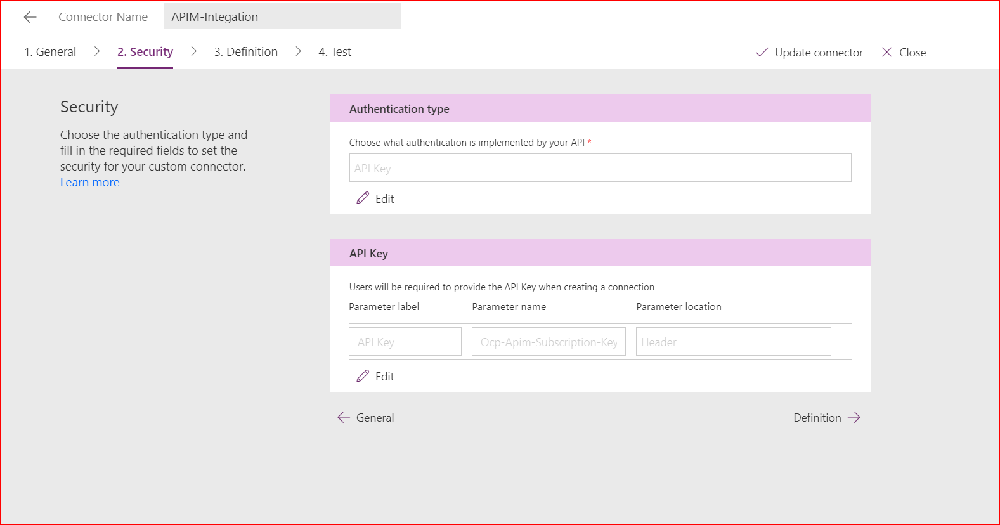 Connector Name APIM-Integation
1. General 2. Security 3. Definition 4. Test Update connector Close
Security
Choose the authentication type and
fill in the required fields to set the
security for your custom connector.
Learn more
Authentication type
Choose what authentication is implemented by your API *
API Key
Edit
API Key
Users will be required to provide the API Key when creating a connection
Parameter label Parameter name Parameter location
API Key Ocp-Apim-Subscription-Key Header
Edit
General Definition